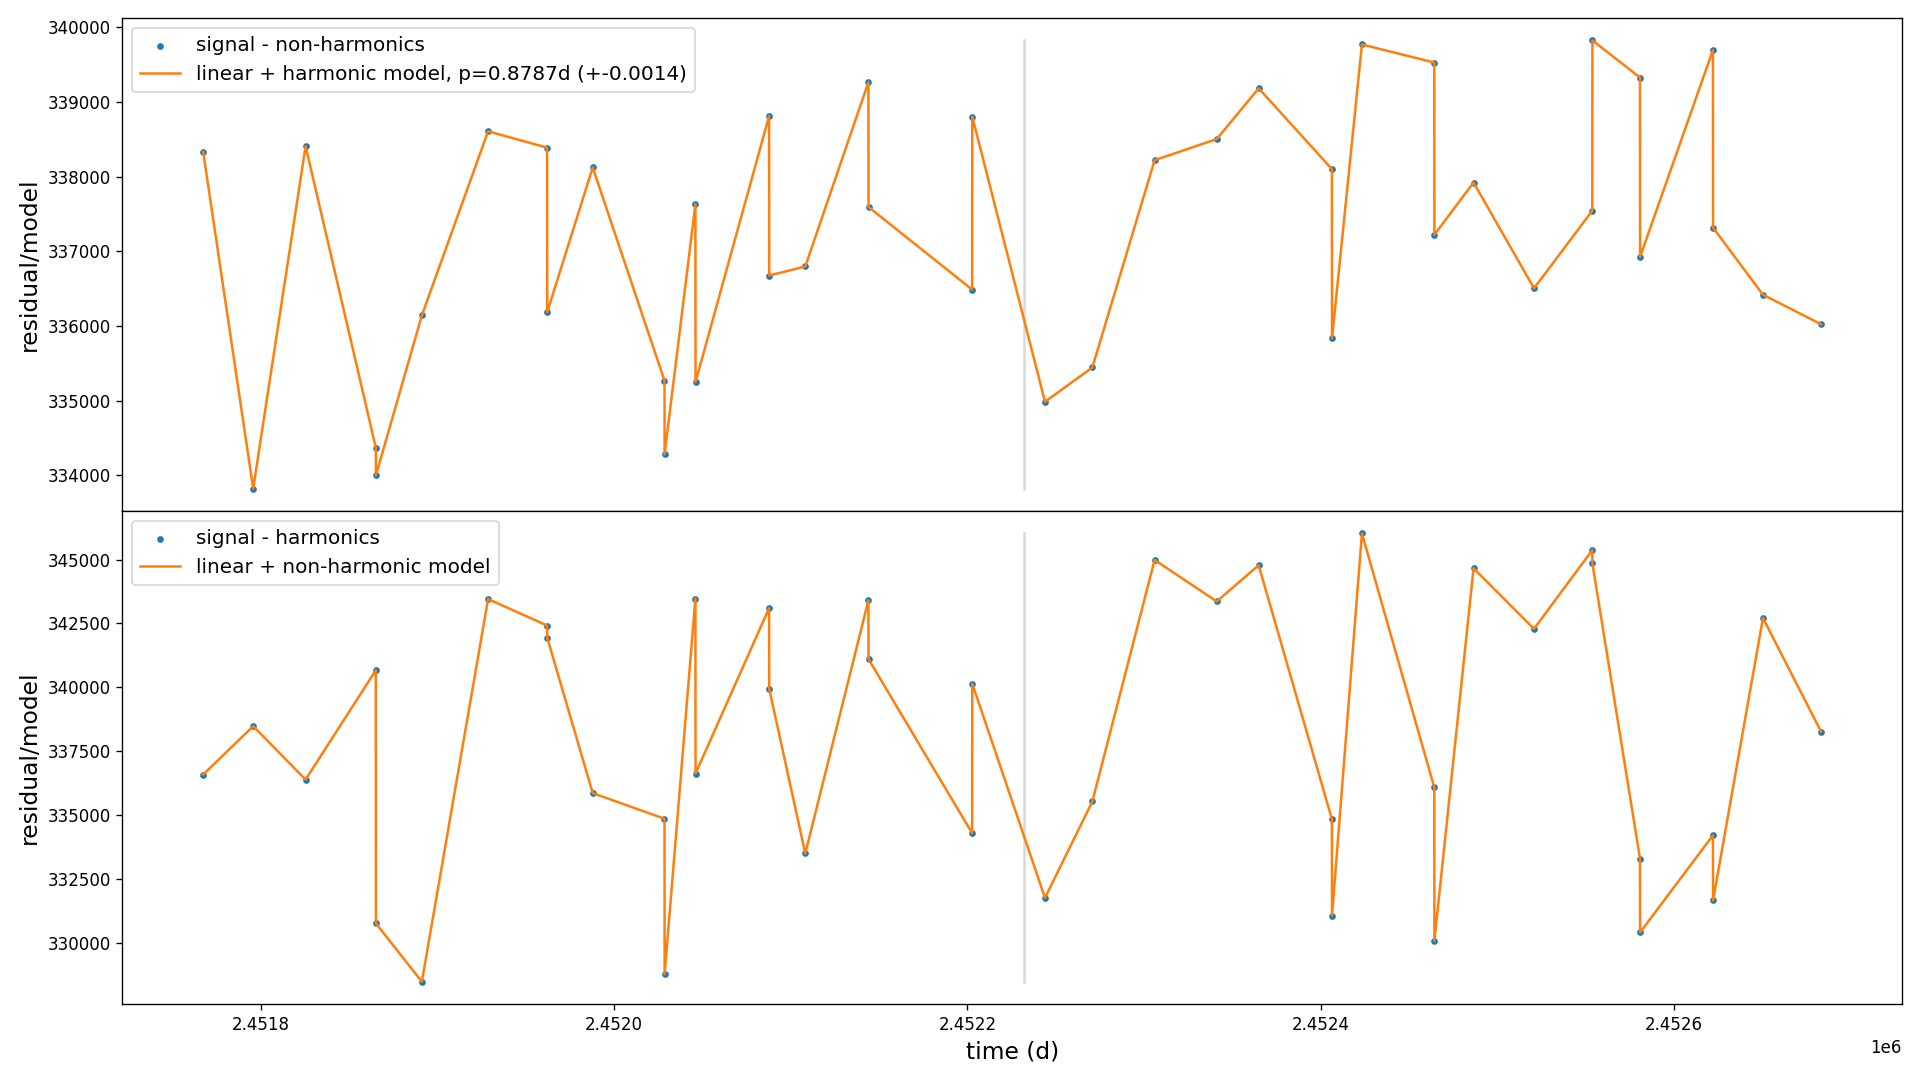 340000
339000
338000
337000
336000
335000
334000
residual/model
signal - non-harmonics
linear + harmonic model, p=0.8787d (+-0.0014)
345000
342500
340000
337500
335000
332500
330000
residual/model
signal - harmonics
linear + non-harmonic model
2.4518 2.4520 2.4522 2.4524 2.4526
time (d)
1e6